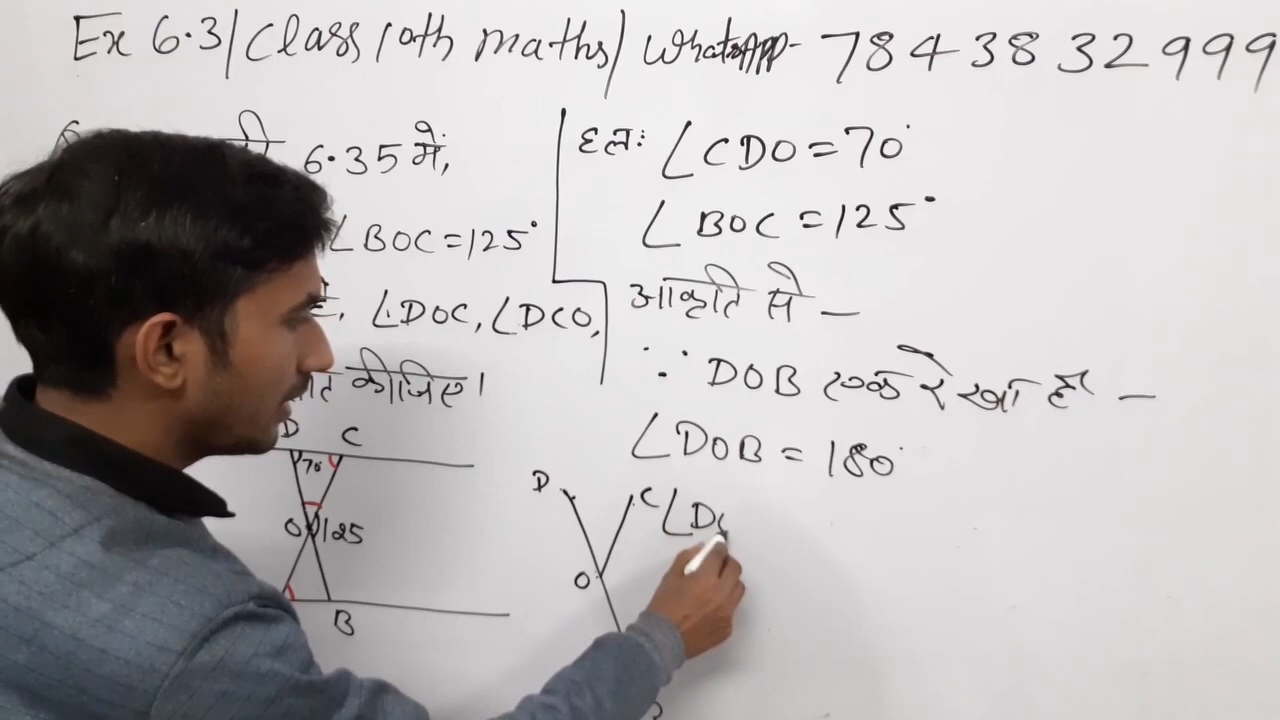 Ex 6.3/Class 10th maths/WhatsApp- 7843832999
6.35 में,
∠BOC=125°
∠DOC, ∠DCO,
ज्ञात कीजिए।
D C
70
O 125
B
हलः ∠CDO=70°
∠BOC=125°
आकृति से —
∵ DOB एक रेखा है —
∠DOB=180°
D C ∠DO
O
B